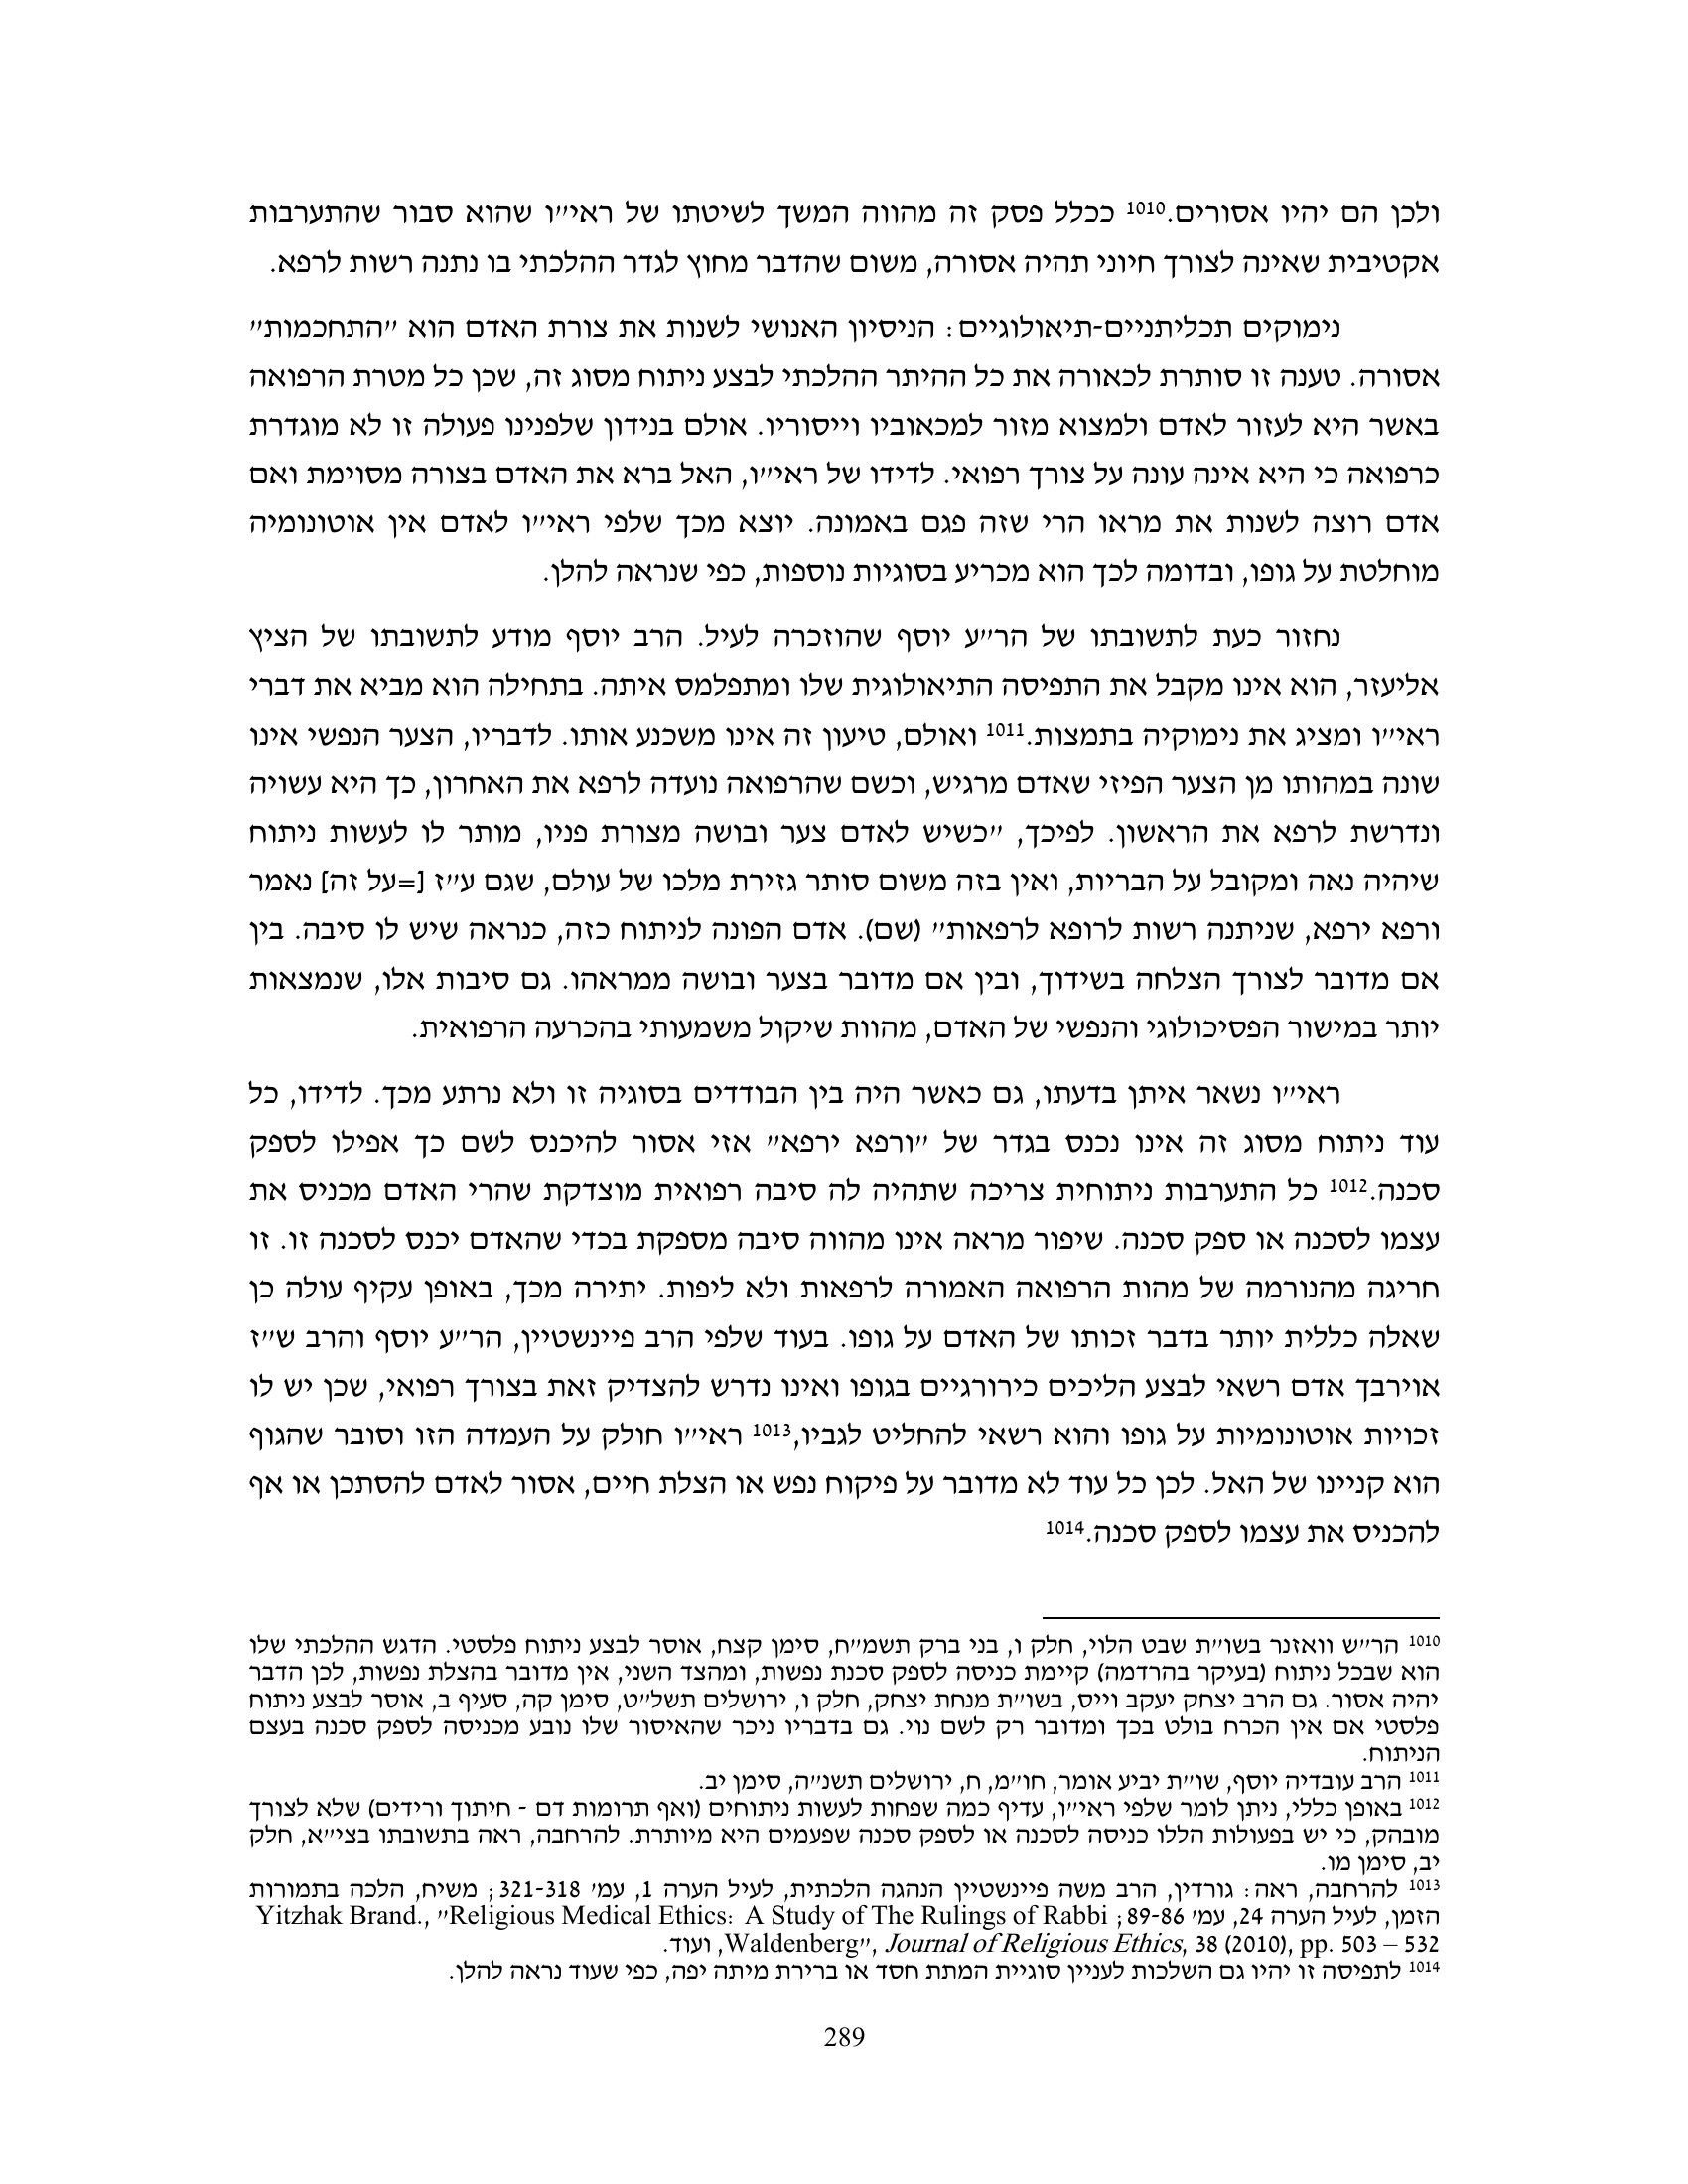 ולכן הם יהיו אסורים.1010 ככלל פסק זה מהווה המשך לשיטתו של ראי״ו שהוא סבור שהתערבות
אקטיבית שאינה לצורך חיוני תהיה אסורה, משום שהדבר מחוץ לגדר ההלכתי בו נתנה רשות לרפא.
נימוקים תכליתניים-תיאולוגיים: הניסיון האנושי לשנות את צורת האדם הוא ״התחכמות״
אסורה. טענה זו סותרת לכאורה את כל ההיתר ההלכתי לבצע ניתוח מסוג זה, שכן כל מטרת הרפואה
באשר היא לעזור לאדם ולמצוא מזור למכאוביו וייסוריו. אולם בנידון שלפנינו פעולה זו לא מוגדרת
כרפואה כי היא אינה עונה על צורך רפואי. לדידו של ראי״ו, האל ברא את האדם בצורה מסוימת ואם
אדם רוצה לשנות את מראו הרי שזה פגם באמונה. יוצא מכך שלפי ראי״ו לאדם אין אוטונומיה
מוחלטת על גופו, ובדומה לכך הוא מכריע בסוגיות נוספות, כפי שנראה להלן.
נחזור כעת לתשובתו של הר״ע יוסף שהוזכרה לעיל. הרב יוסף מודע לתשובתו של הציץ
אליעזר, הוא אינו מקבל את התפיסה התיאולוגית שלו ומתפלמס איתה. בתחילה הוא מביא את דברי
ראי״ו ומציג את נימוקיה בתמצות.1011 ואולם, טיעון זה אינו משכנע אותו. לדבריו, הצער הנפשי אינו
שונה במהותו מן הצער הפיזי שאדם מרגיש, וכשם שהרפואה נועדה לרפא את האחרון, כך היא עשויה
ונדרשת לרפא את הראשון. לפיכך, ״כשיש לאדם צער ובושה מצורת פניו, מותר לו לעשות ניתוח
שיהיה נאה ומקובל על הבריות, ואין בזה משום סותר גזירת מלכו של עולם, שגם ע״ז [=על זה] נאמר
ורפא ירפא, שניתנה רשות לרופא לרפאות״ (שם). אדם הפונה לניתוח כזה, כנראה שיש לו סיבה. בין
אם מדובר לצורך הצלחה בשידוך, ובין אם מדובר בצער ובושה ממראהו. גם סיבות אלו, שנמצאות
יותר במישור הפסיכולוגי והנפשי של האדם, מהוות שיקול משמעותי בהכרעה הרפואית.
ראי״ו נשאר איתן בדעתו, גם כאשר היה בין הבודדים בסוגיה זו ולא נרתע מכך. לדידו, כל
עוד ניתוח מסוג זה אינו נכנס בגדר של ״ורפא ירפא״ אזי אסור להיכנס לשם כך אפילו לספק
סכנה.1012 כל התערבות ניתוחית צריכה שתהיה לה סיבה רפואית מוצדקת שהרי האדם מכניס את
עצמו לסכנה או ספק סכנה. שיפור מראה אינו מהווה סיבה מספקת בכדי שהאדם יכנס לסכנה זו. זו
חריגה מהנורמה של מהות הרפואה האמורה לרפאות ולא ליפות. יתירה מכך, באופן עקיף עולה כן
שאלה כללית יותר בדבר זכותו של האדם על גופו. בעוד שלפי הרב פיינשטיין, הר״ע יוסף והרב ש״ז
אוירבך אדם רשאי לבצע הליכים כירורגיים בגופו ואינו נדרש להצדיק זאת בצורך רפואי, שכן יש לו
זכויות אוטונומיות על גופו והוא רשאי להחליט לגביו,1013 ראי״ו חולק על העמדה הזו וסובר שהגוף
הוא קניינו של האל. לכן כל עוד לא מדובר על פיקוח נפש או הצלת חיים, אסור לאדם להסתכן או אף
להכניס את עצמו לספק סכנה.1014
1010 הר״ש וואזנר בשו״ת שבט הלוי, חלק ו, בני ברק תשמ״ח, סימן קצח, אוסר לבצע ניתוח פלסטי. הדגש ההלכתי שלו
הוא שבכל ניתוח (בעיקר בהרדמה) קיימת כניסה לספק סכנת נפשות, ומהצד השני, אין מדובר בהצלת נפשות, לכן הדבר
יהיה אסור. גם הרב יצחק יעקב וייס, בשו״ת מנחת יצחק, חלק ו, ירושלים תשל״ט, סימן קה, סעיף ב, אוסר לבצע ניתוח
פלסטי אם אין הכרח בולט בכך ומדובר רק לשם נוי. גם בדבריו ניכר שהאיסור שלו נובע מכניסה לספק סכנה בעצם
הניתוח.
1011 הרב עובדיה יוסף, שו״ת יביע אומר, חו״מ, ח, ירושלים תשנ״ה, סימן יב.
1012 באופן כללי, ניתן לומר שלפי ראי״ו, עדיף כמה שפחות לעשות ניתוחים (ואף תרומות דם - חיתוך ורידים) שלא לצורך
מובהק, כי יש בפעולות הללו כניסה לסכנה או לספק סכנה שפעמים היא מיותרת. להרחבה, ראה בתשובתו בצי״א, חלק
יב, סימן מו.
1013 להרחבה, ראה: גורדין, הרב משה פיינשטיין הנהגה הלכתית, לעיל הערה 1, עמ׳ 321-318; משיח, הלכה בתמורות
הזמן, לעיל הערה 24, עמ׳ 89-86; Yitzhak Brand., ״Religious Medical Ethics: A Study of The Rulings of Rabbi
Waldenberg״, Journal of Religious Ethics, 38 (2010), pp. 503 – 532, ועוד.
1014 לתפיסה זו יהיו גם השלכות לעניין סוגיית המתת חסד או ברירת מיתה יפה, כפי שעוד נראה להלן.
289